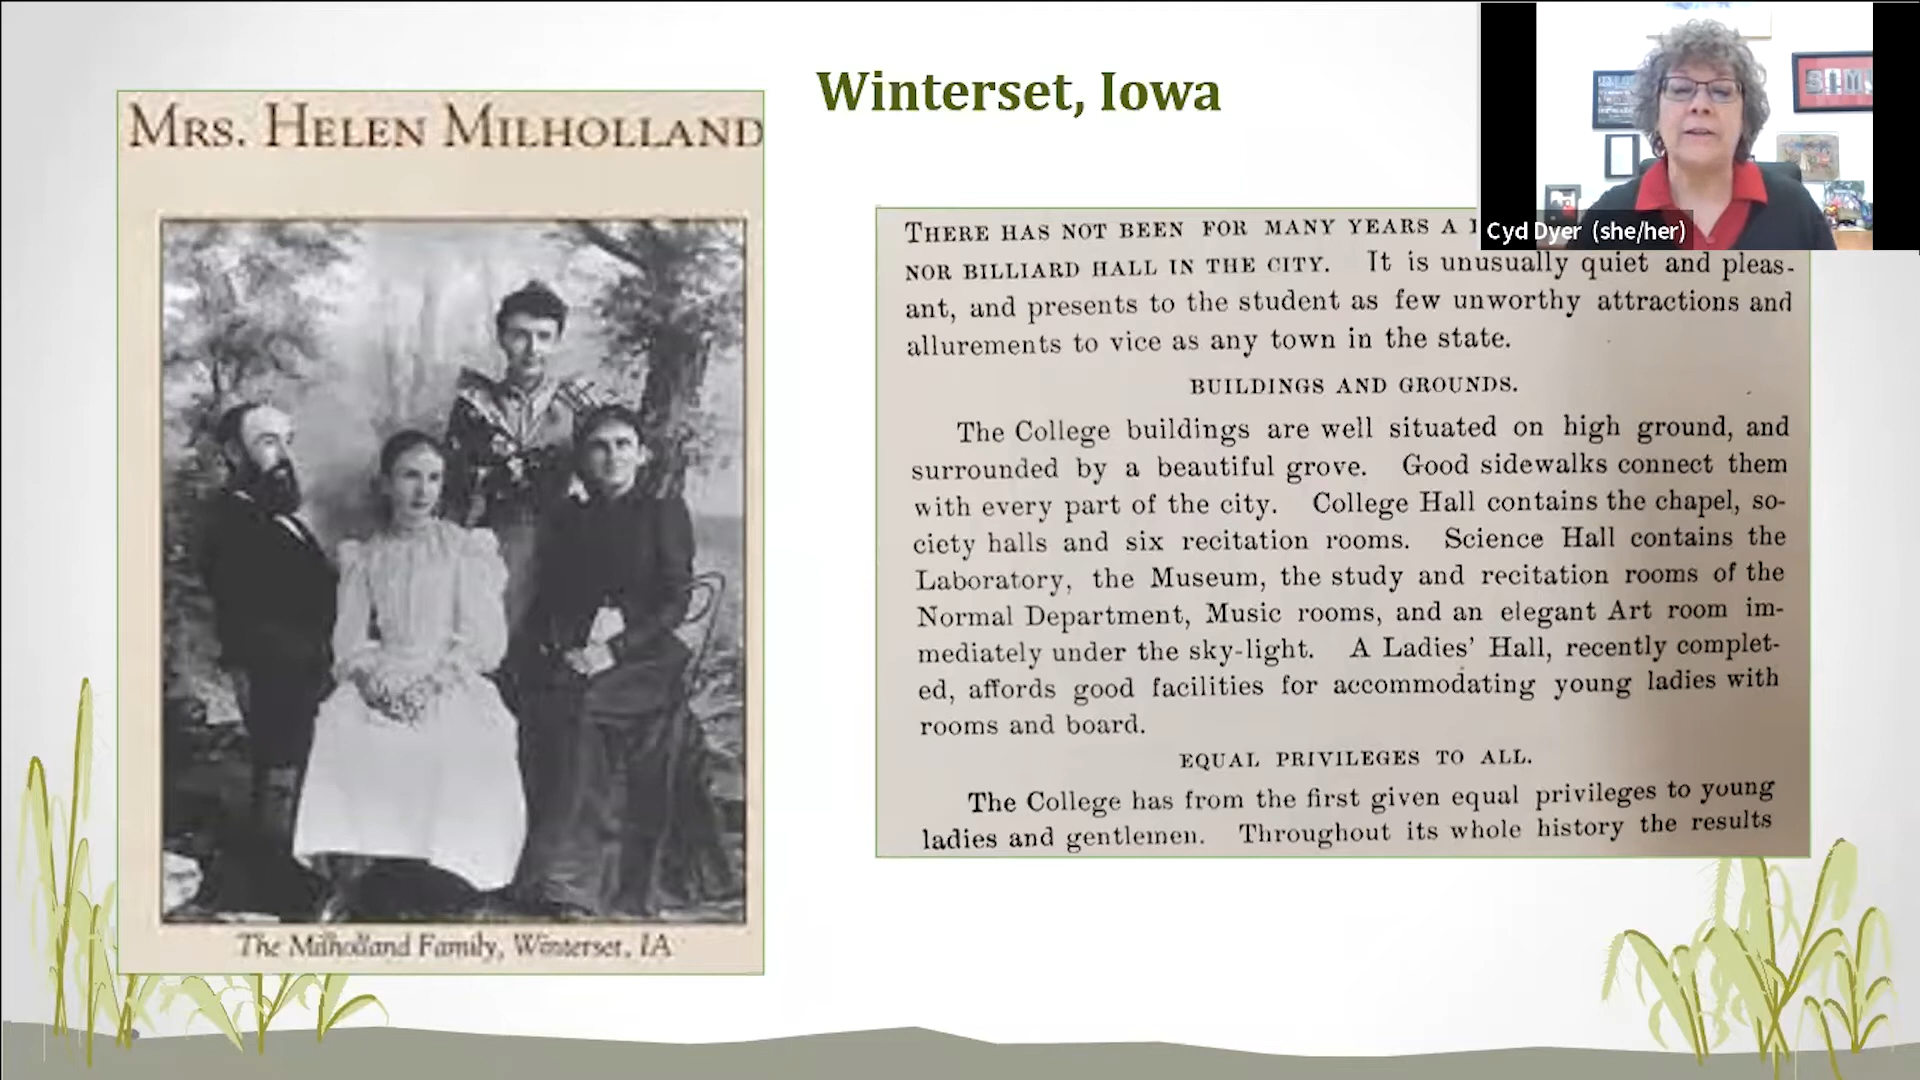 Winterset, Iowa
MRS. HELEN MILHOLLAND
The Milholland Family, Winterset, IA
THERE HAS NOT BEEN FOR MANY YEARS A
NOR BILLIARD HALL IN THE CITY. It is unusually quiet and pleas-
ant, and presents to the student as few unworthy attractions and
allurements to vice as any town in the state.
BUILDINGS AND GROUNDS.
The College buildings are well situated on high ground, and
surrounded by a beautiful grove. Good sidewalks connect them
with every part of the city. College Hall contains the chapel, so-
ciety halls and six recitation rooms. Science Hall contains the
Laboratory, the Museum, the study and recitation rooms of the
Normal Department, Music rooms, and an elegant Art room im-
mediately under the sky-light. A Ladies' Hall, recently complet-
ed, affords good facilities for accommodating young ladies with
rooms and board.
EQUAL PRIVILEGES TO ALL.
The College has from the first given equal privileges to young
ladies and gentlemen. Throughout its whole history the results
Cyd Dyer (she/her)